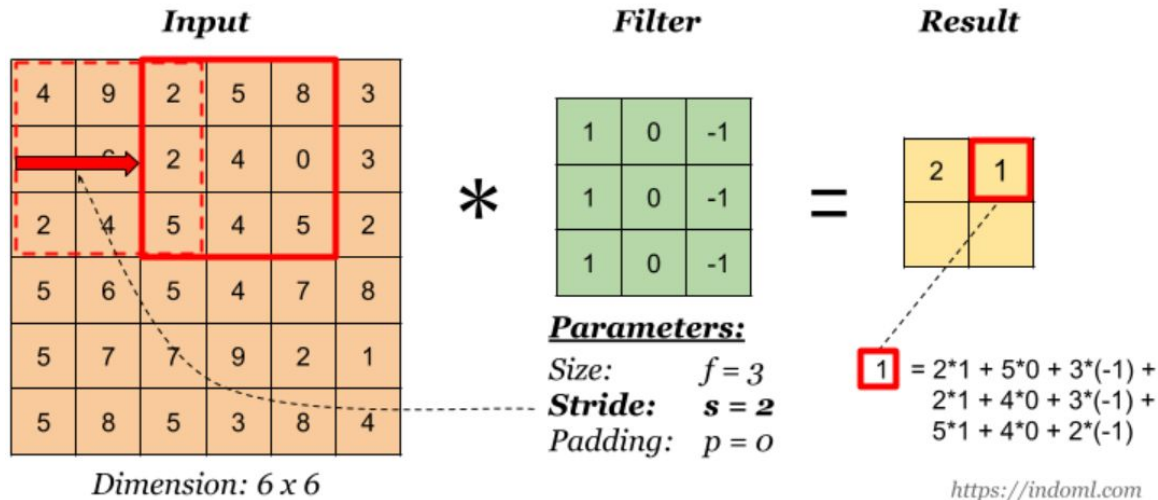 Input
Filter
Result
4 9 2 5 8 3
2 4 0 3
2 4 5 4 5 2
5 6 5 4 7 8
5 7 7 9 2 1
5 8 5 3 8 4
Dimension: 6 x 6
*
1 0 -1
1 0 -1
1 0 -1
=
2 1
Parameters:
Size: f = 3
Stride: s = 2
Padding: p = 0
1 = 2*1 + 5*0 + 3*(-1) +
2*1 + 4*0 + 3*(-1) +
5*1 + 4*0 + 2*(-1)
https://indoml.com